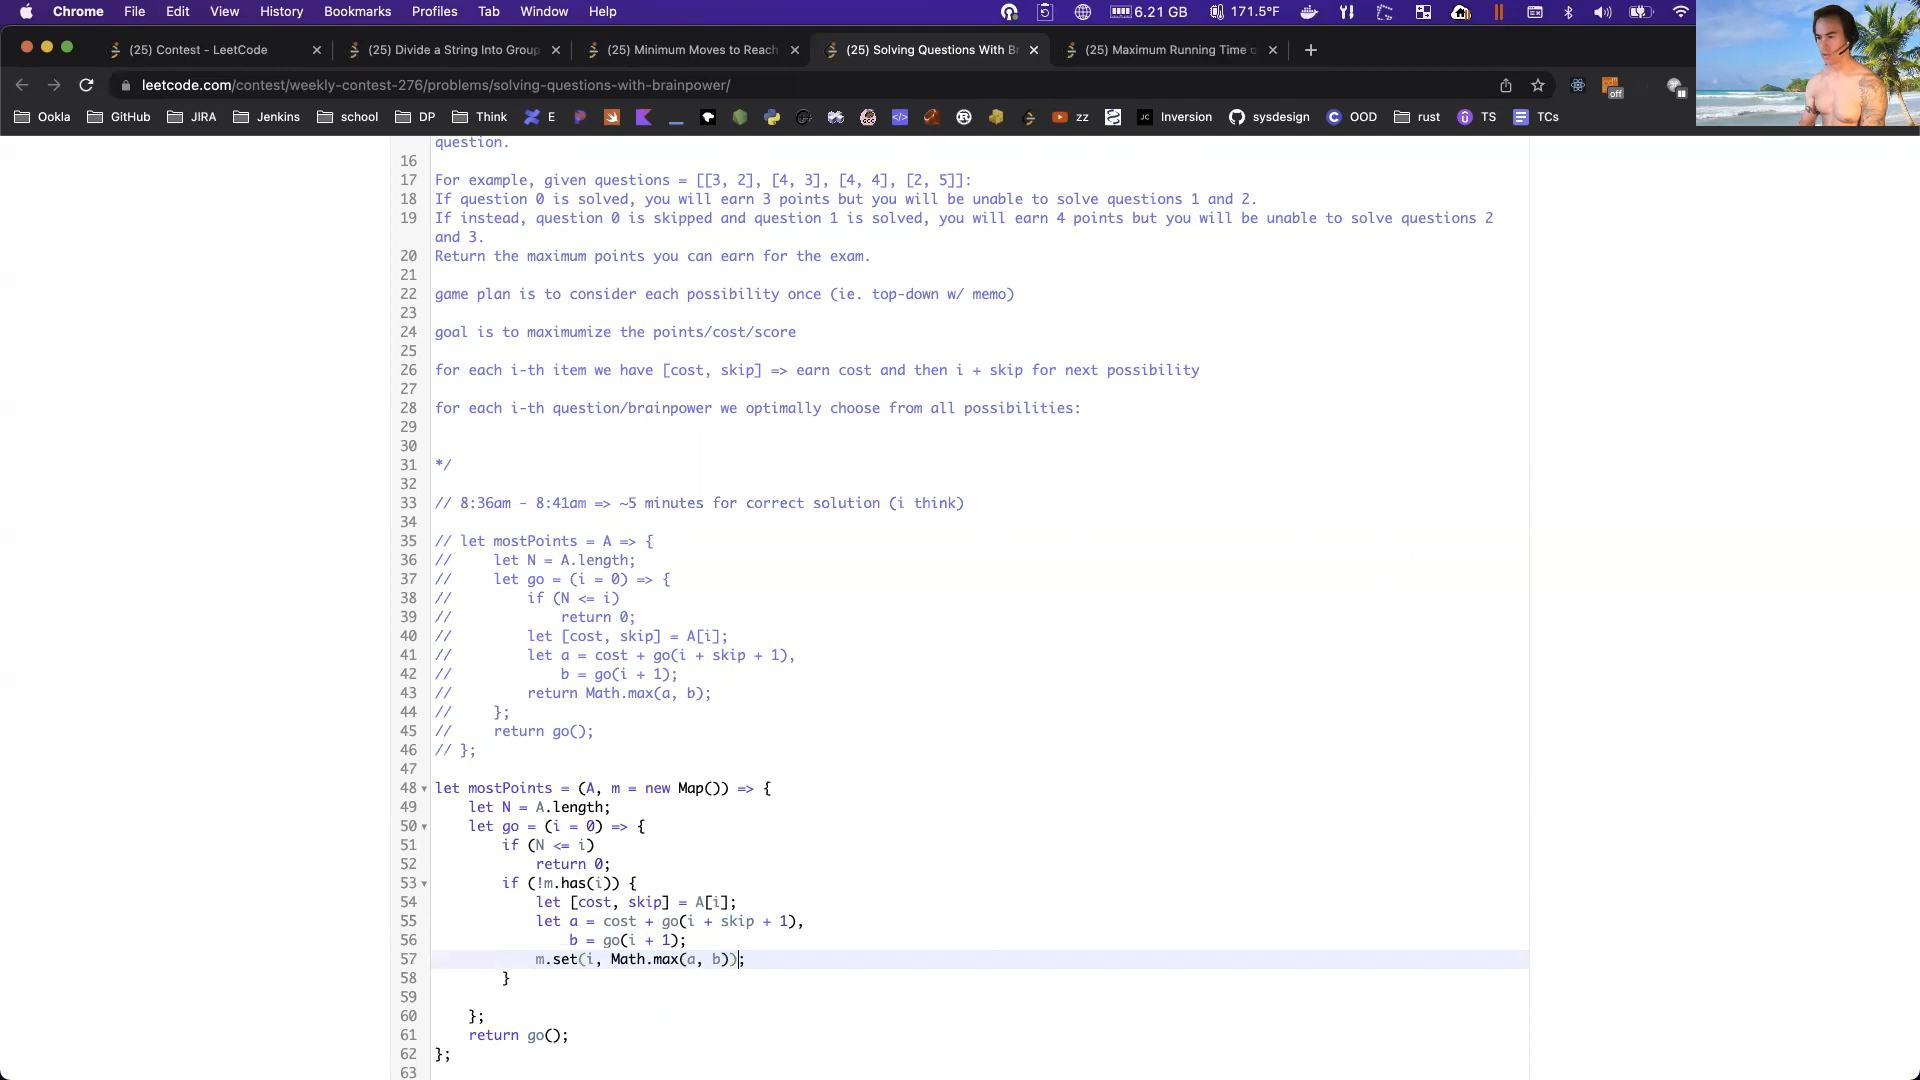 Chrome File Edit View History Bookmarks Profiles Tab Window Help 6.21 GB 171.5°F
(25) Contest - LeetCode (25) Divide a String Into Group (25) Minimum Moves to Reach (25) Solving Questions With Br (25) Maximum Running Time o
leetcode.com/contest/weekly-contest-276/problems/solving-questions-with-brainpower/
off
Ookla GitHub JIRA Jenkins school DP Think E zz JC Inversion sysdesign OOD rust TS TCs
question.
16
17 For example, given questions = [[3, 2], [4, 3], [4, 4], [2, 5]]:
18 If question 0 is solved, you will earn 3 points but you will be unable to solve questions 1 and 2.
19 If instead, question 0 is skipped and question 1 is solved, you will earn 4 points but you will be unable to solve questions 2
and 3.
20 Return the maximum points you can earn for the exam.
21
22 game plan is to consider each possibility once (ie. top-down w/ memo)
23
24 goal is to maximumize the points/cost/score
25
26 for each i-th item we have [cost, skip] => earn cost and then i + skip for next possibility
27
28 for each i-th question/brainpower we optimally choose from all possibilities:
29
30
31 */
32
33 // 8:36am - 8:41am => ~5 minutes for correct solution (i think)
34
35 // let mostPoints = A => {
36 //     let N = A.length;
37 //     let go = (i = 0) => {
38 //         if (N <= i)
39 //             return 0;
40 //         let [cost, skip] = A[i];
41 //         let a = cost + go(i + skip + 1),
42 //             b = go(i + 1);
43 //         return Math.max(a, b);
44 //     };
45 //     return go();
46 // };
47
48 let mostPoints = (A, m = new Map()) => {
49     let N = A.length;
50     let go = (i = 0) => {
51         if (N <= i)
52             return 0;
53         if (!m.has(i)) {
54             let [cost, skip] = A[i];
55             let a = cost + go(i + skip + 1),
56                 b = go(i + 1);
57             m.set(i, Math.max(a, b));
58         }
59
60     };
61     return go();
62 };
63